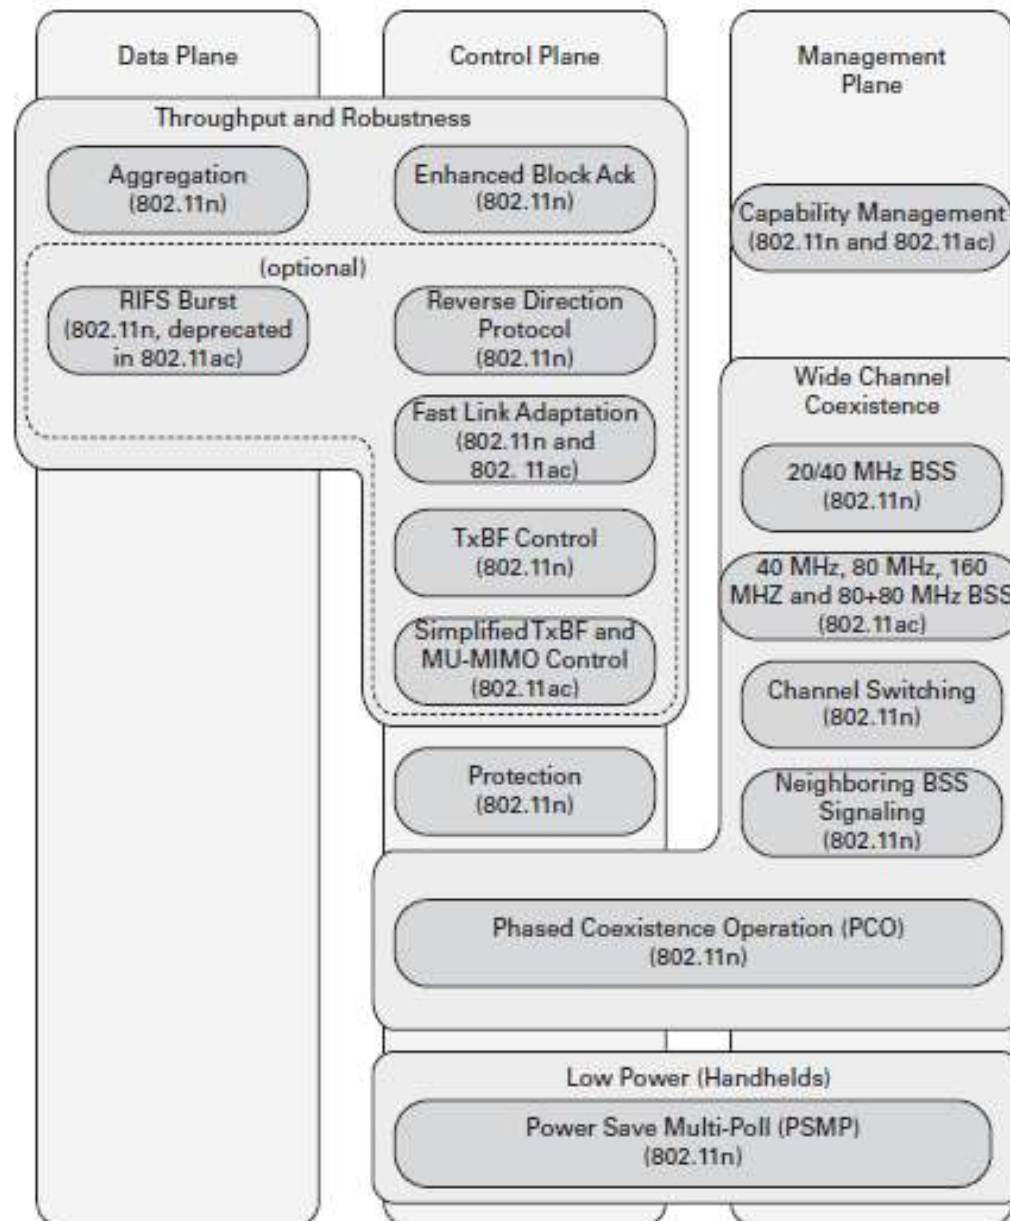 Data Plane
Control Plane
Management
Plane
Throughput and Robustness
Aggregation
(802.11n)
Enhanced Block Ack
(802.11n)
Capability Management
(802.11n and 802.11ac)
(optional)
RIFS Burst
(802.11n, deprecated
in 802.11ac)
Reverse Direction
Protocol
(802.11n)
Fast Link Adaptation
(802.11n and
802. 11ac)
TxBF Control
(802.11n)
Simplified TxBF and
MU-MIMO Control
(802.11ac)
Protection
(802.11n)
Wide Channel
Coexistence
20/40 MHz BSS
(802.11n)
40 MHz, 80 MHz, 160
MHZ and 80+80 MHz BSS
(802.11ac)
Channel Switching
(802.11n)
Neighboring BSS
Signaling
(802.11n)
Phased Coexistence Operation (PCO)
(802.11n)
Low Power (Handhelds)
Power Save Multi-Poll (PSMP)
(802.11n)